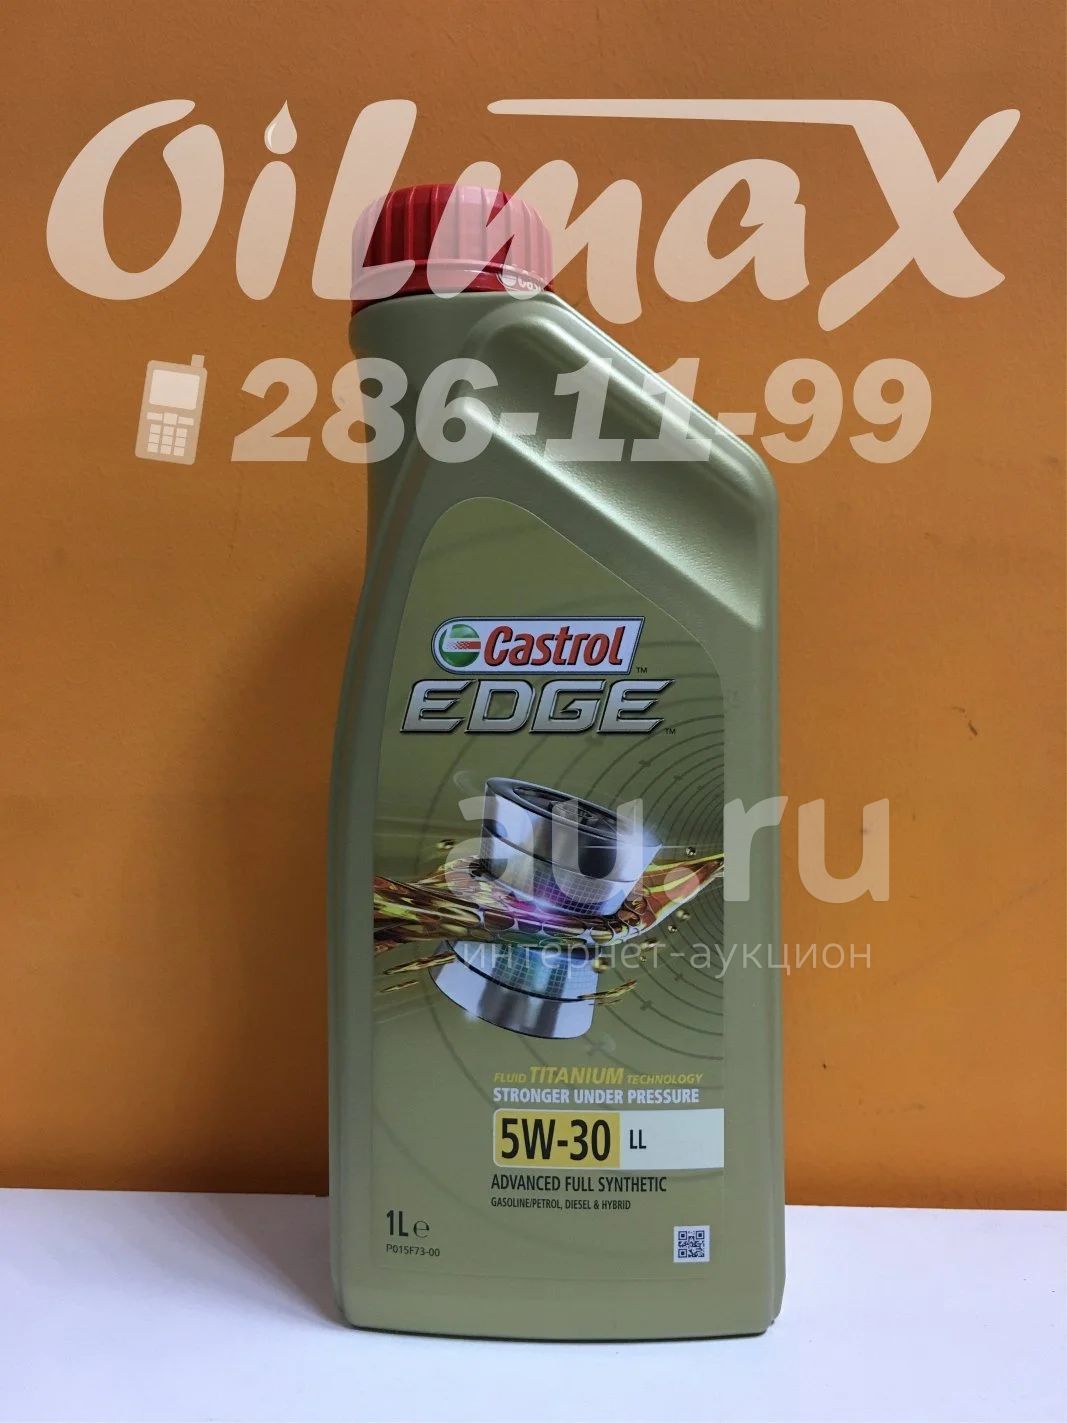 OilmaX
286-11-99
Castrol
EDGE
au.ru
интернет-аукцион
FLUID TITANIUM TECHNOLOGY
STRONGER UNDER PRESSURE
5W-30 LL
ADVANCED FULL SYNTHETIC
GASOLINE/PETROL, DIESEL & HYBRID
1L e
P015F73-00